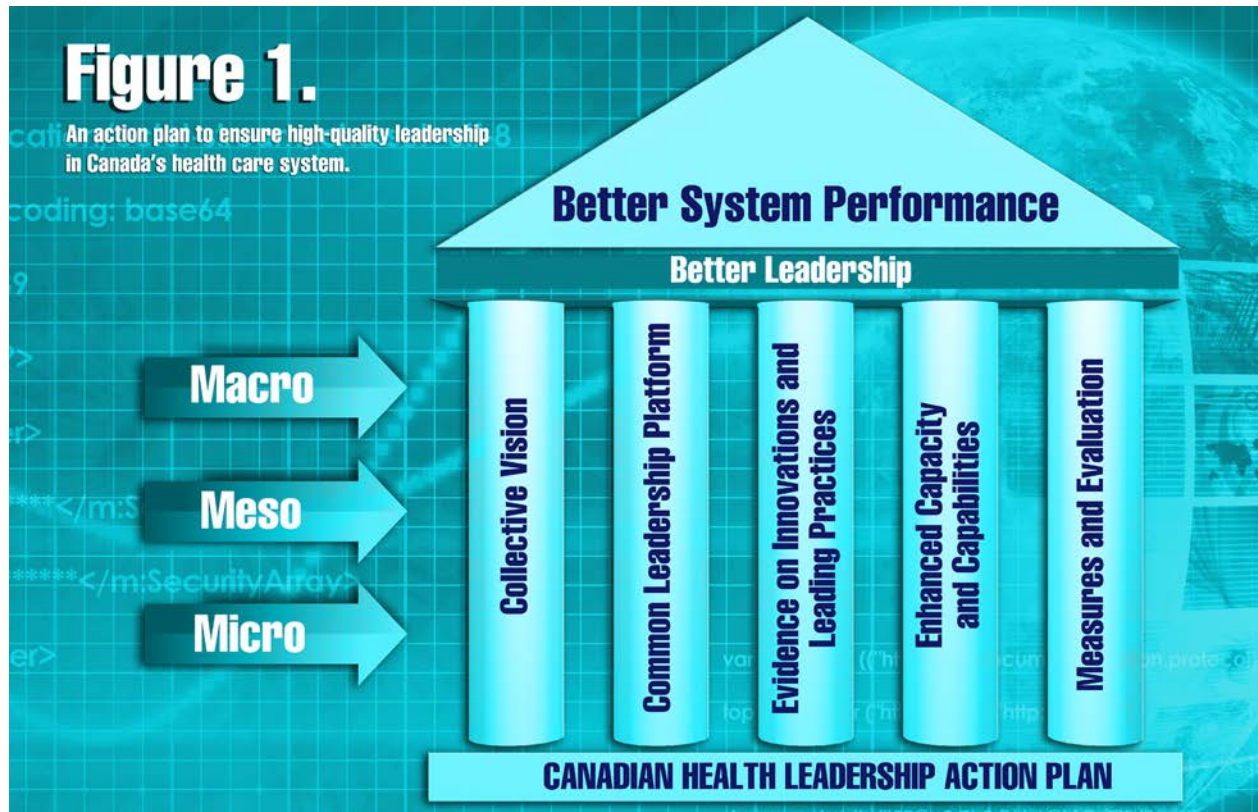 Figure 1.
An action plan to ensure high-quality leadership
in Canada's health care system.
coding: base64
Better System Performance
Better Leadership
Macro
Meso
Micro
Collective Vision
Common Leadership Platform
Evidence on Innovations and
Leading Practices
Enhanced Capacity
and Capabilities
Measures and Evaluation
*****</m:S
******</m:SecurityArray>
CANADIAN HEALTH LEADERSHIP ACTION PLAN